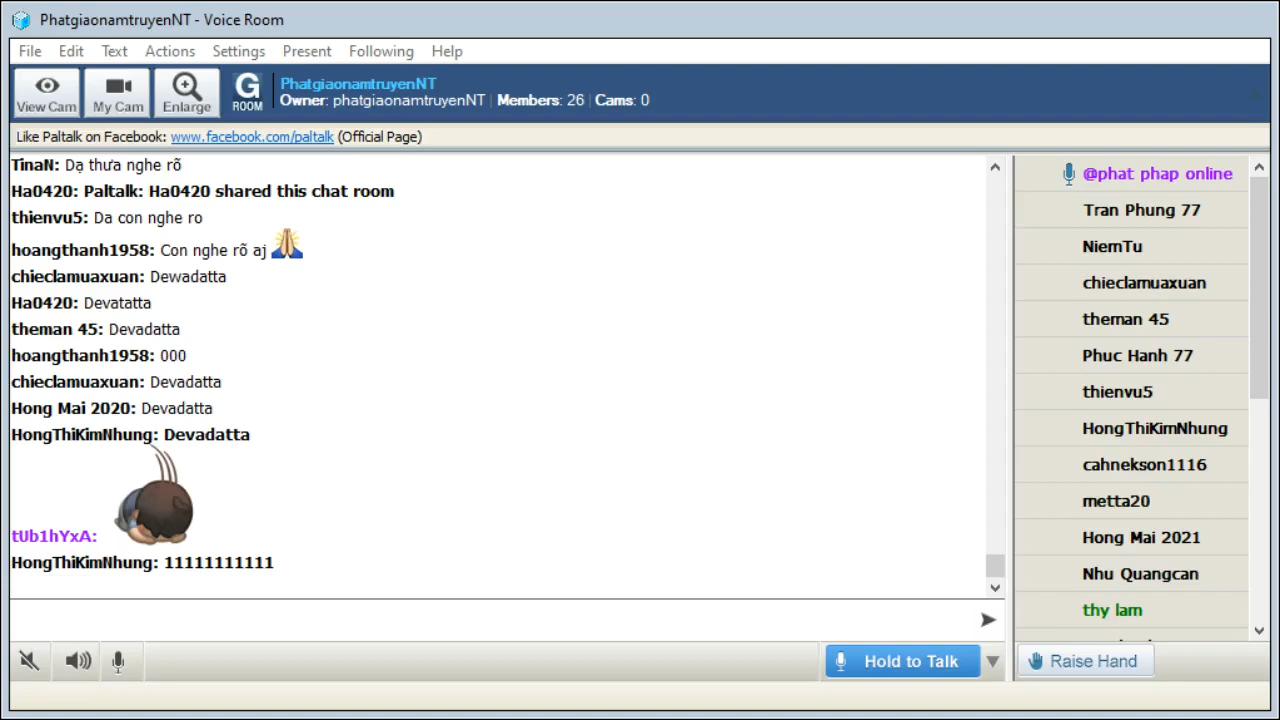 PhatgiaonamtruyenNT - Voice Room
File Edit Text Actions Settings Present Following Help
View Cam My Cam Enlarge G ROOM
PhatgiaonamtruyenNT
Owner: phatgiaonamtruyenNT | Members: 26 | Cams: 0
Like Paltalk on Facebook: www.facebook.com/paltalk (Official Page)
TinaN: Dạ thưa nghe rõ
Ha0420: Paltalk: Ha0420 shared this chat room
thienvu5: Da con nghe ro
hoangthanh1958: Con nghe rõ aj
chieclamuaxuan: Dewadatta
Ha0420: Devatatta
theman 45: Devadatta
hoangthanh1958: 000
chieclamuaxuan: Devadatta
Hong Mai 2020: Devadatta
HongThiKimNhung: Devadatta
tUb1hYxA:
HongThiKimNhung: 11111111111
@phat phap online
Tran Phung 77
NiemTu
chieclamuaxuan
theman 45
Phuc Hanh 77
thienvu5
HongThiKimNhung
cahnekson1116
metta20
Hong Mai 2021
Nhu Quangcan
thy lam
Hold to Talk
Raise Hand